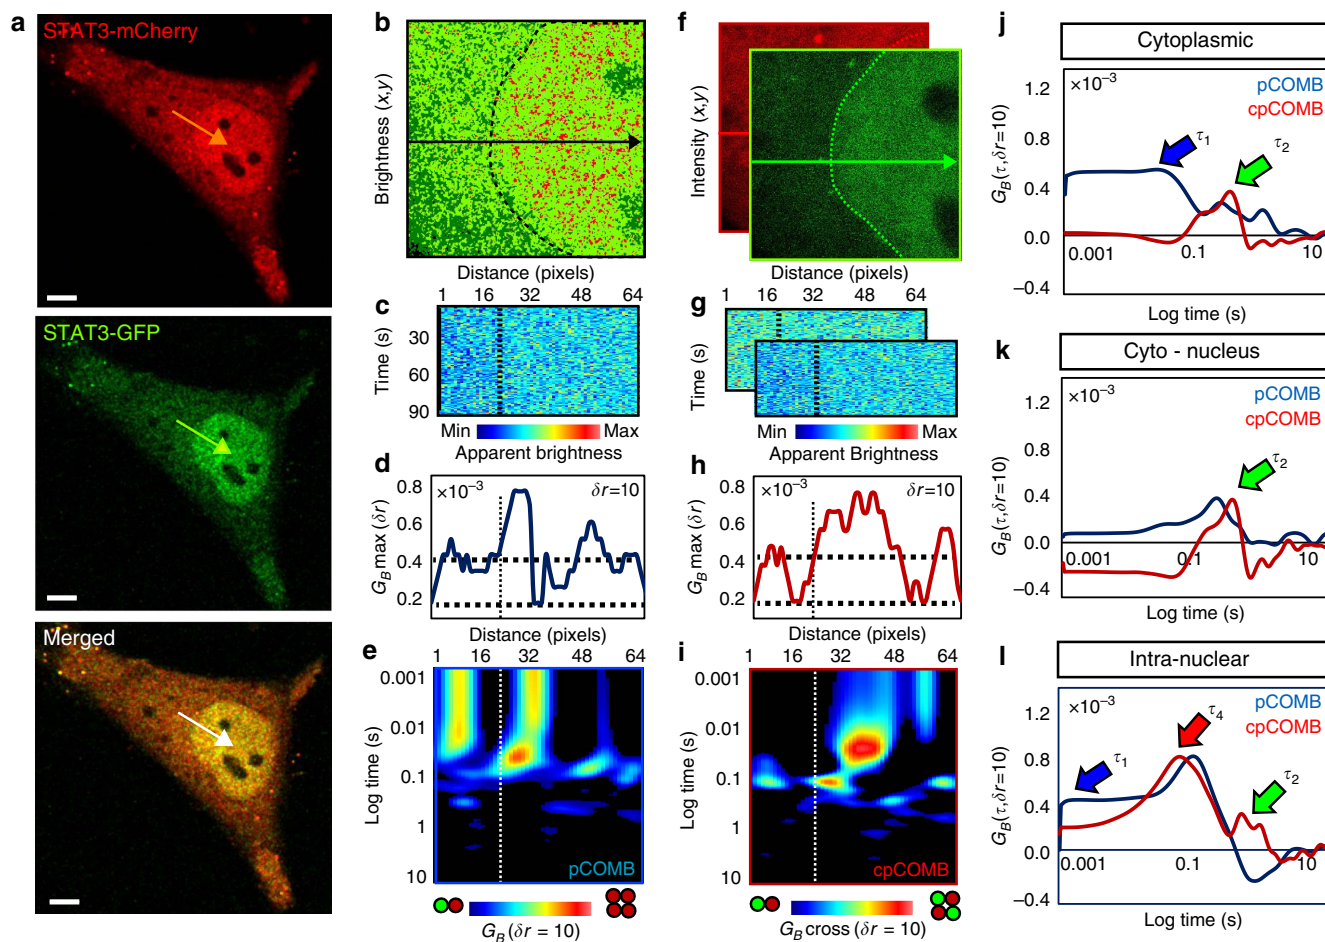 a
STAT3-mCherry
STAT3-GFP
Merged
b
Brightness (x,y)
Distance (pixels)
1 16 32 48 64
c
Time (s)
30
60
90
Min
Max
Apparent brightness
d
×10⁻³
δr=10
G_B max (δr)
0.8
0.6
0.4
0.2
Distance (pixels)
1 16 32 48 64
e
Log time (s)
0.001
0.01
0.1
1
10
pCOMB
G_B (δr = 10)
f
Intensity (x,y)
Distance (pixels)
1 16 32 48 64
g
Time (s)
Min
Max
Apparent Brightness
h
×10⁻³
δr=10
G_B max (δr)
0.8
0.6
0.4
0.2
Distance (pixels)
1 16 32 48 64
i
Log time (s)
0.001
0.01
0.1
1
10
cpCOMB
G_B cross (δr = 10)
j
Cytoplasmic
×10⁻³
pCOMB
cpCOMB
τ₁
τ₂
G_B(τ,δr=10)
1.2
0.8
0.4
0.0
−0.4
0.001 0.1 10
Log time (s)
k
Cyto - nucleus
×10⁻³
pCOMB
cpCOMB
τ₂
G_B(τ,δr=10)
1.2
0.8
0.4
0.0
−0.4
0.001 0.1 10
Log time (s)
l
Intra-nuclear
×10⁻³
pCOMB
cpCOMB
τ₄
τ₁
τ₂
G_B(τ,δr=10)
1.2
0.8
0.4
0.0
−0.4
0.001 0.1 10
Log time (s)